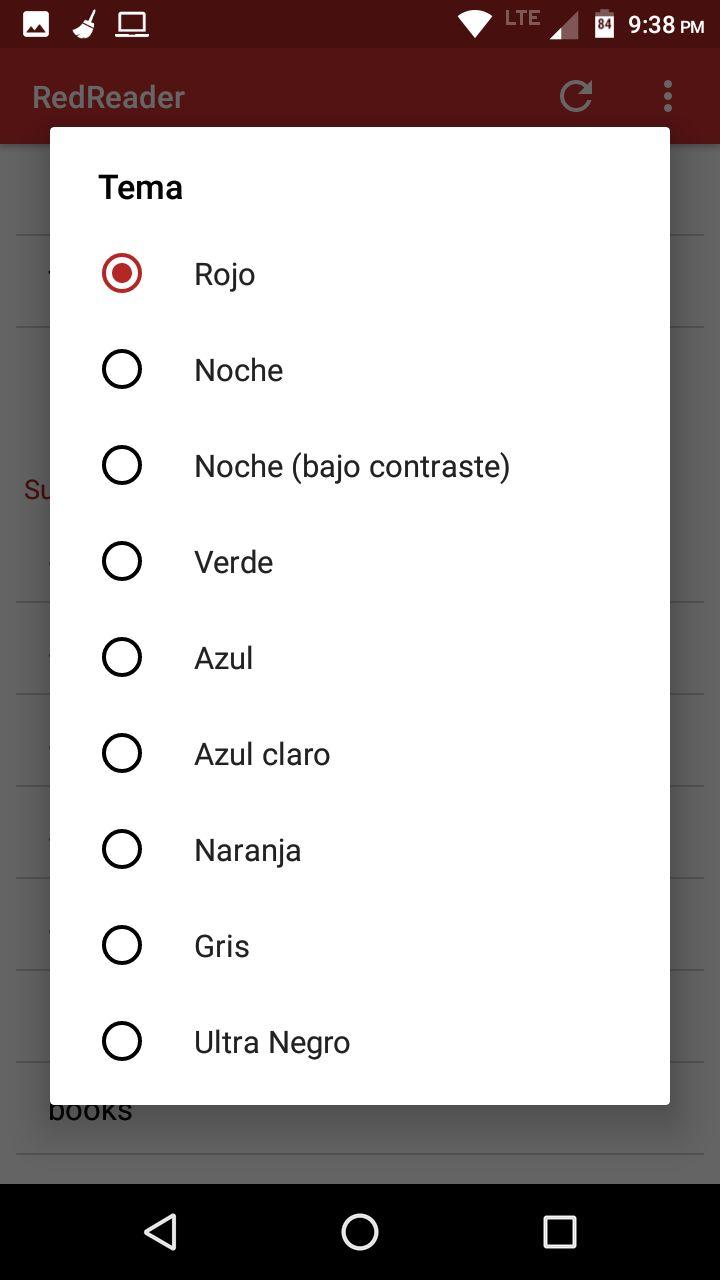 LTE 84 9:38 PM
RedReader
Tema
Rojo
Noche
Noche (bajo contraste)
Su
Verde
Azul
Azul claro
Naranja
Gris
Ultra Negro
books